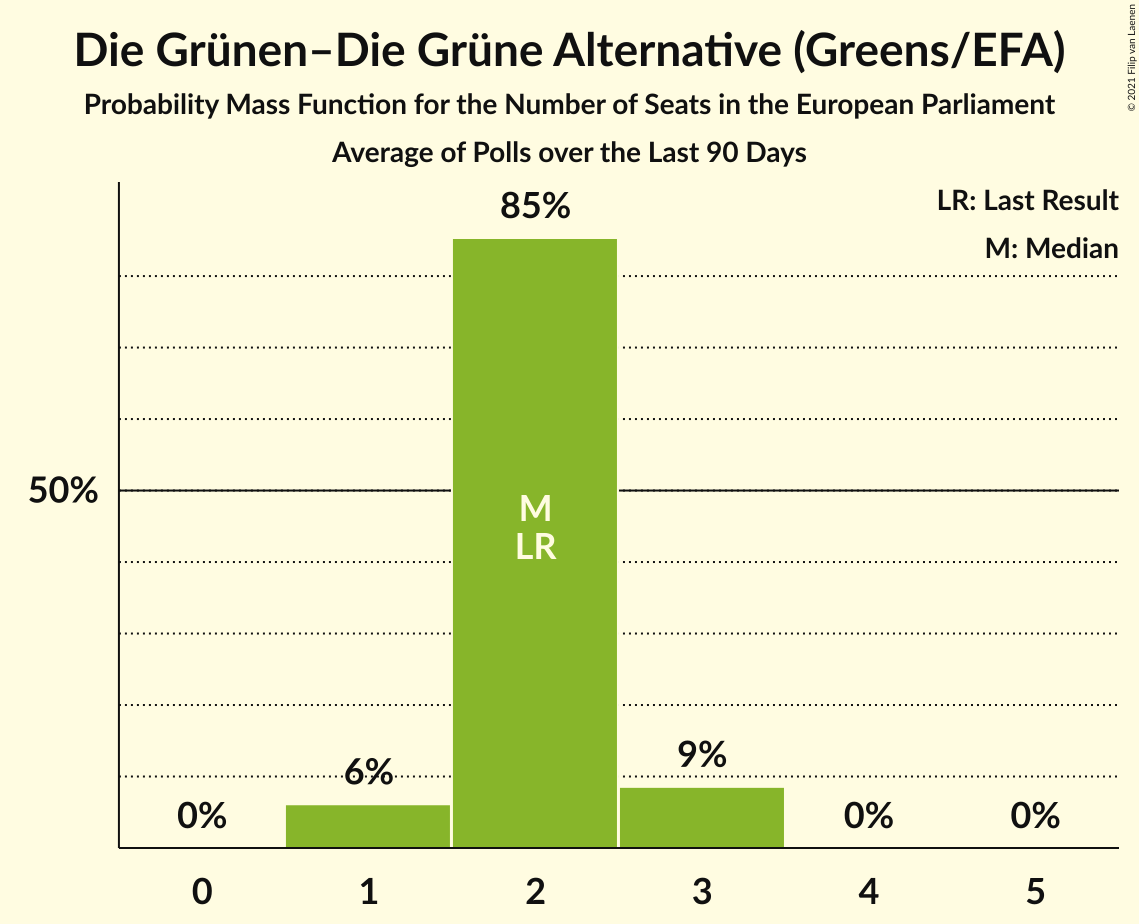 Die Grünen–Die Grüne Alternative (Greens/EFA)
Probability Mass Function for the Number of Seats in the European Parliament
Average of Polls over the Last 90 Days
© 2021 Filip van Laenen
LR: Last Result
M: Median
85%
50%
M
LR
9%
6%
0%
0%
0%
0 1 2 3 4 5